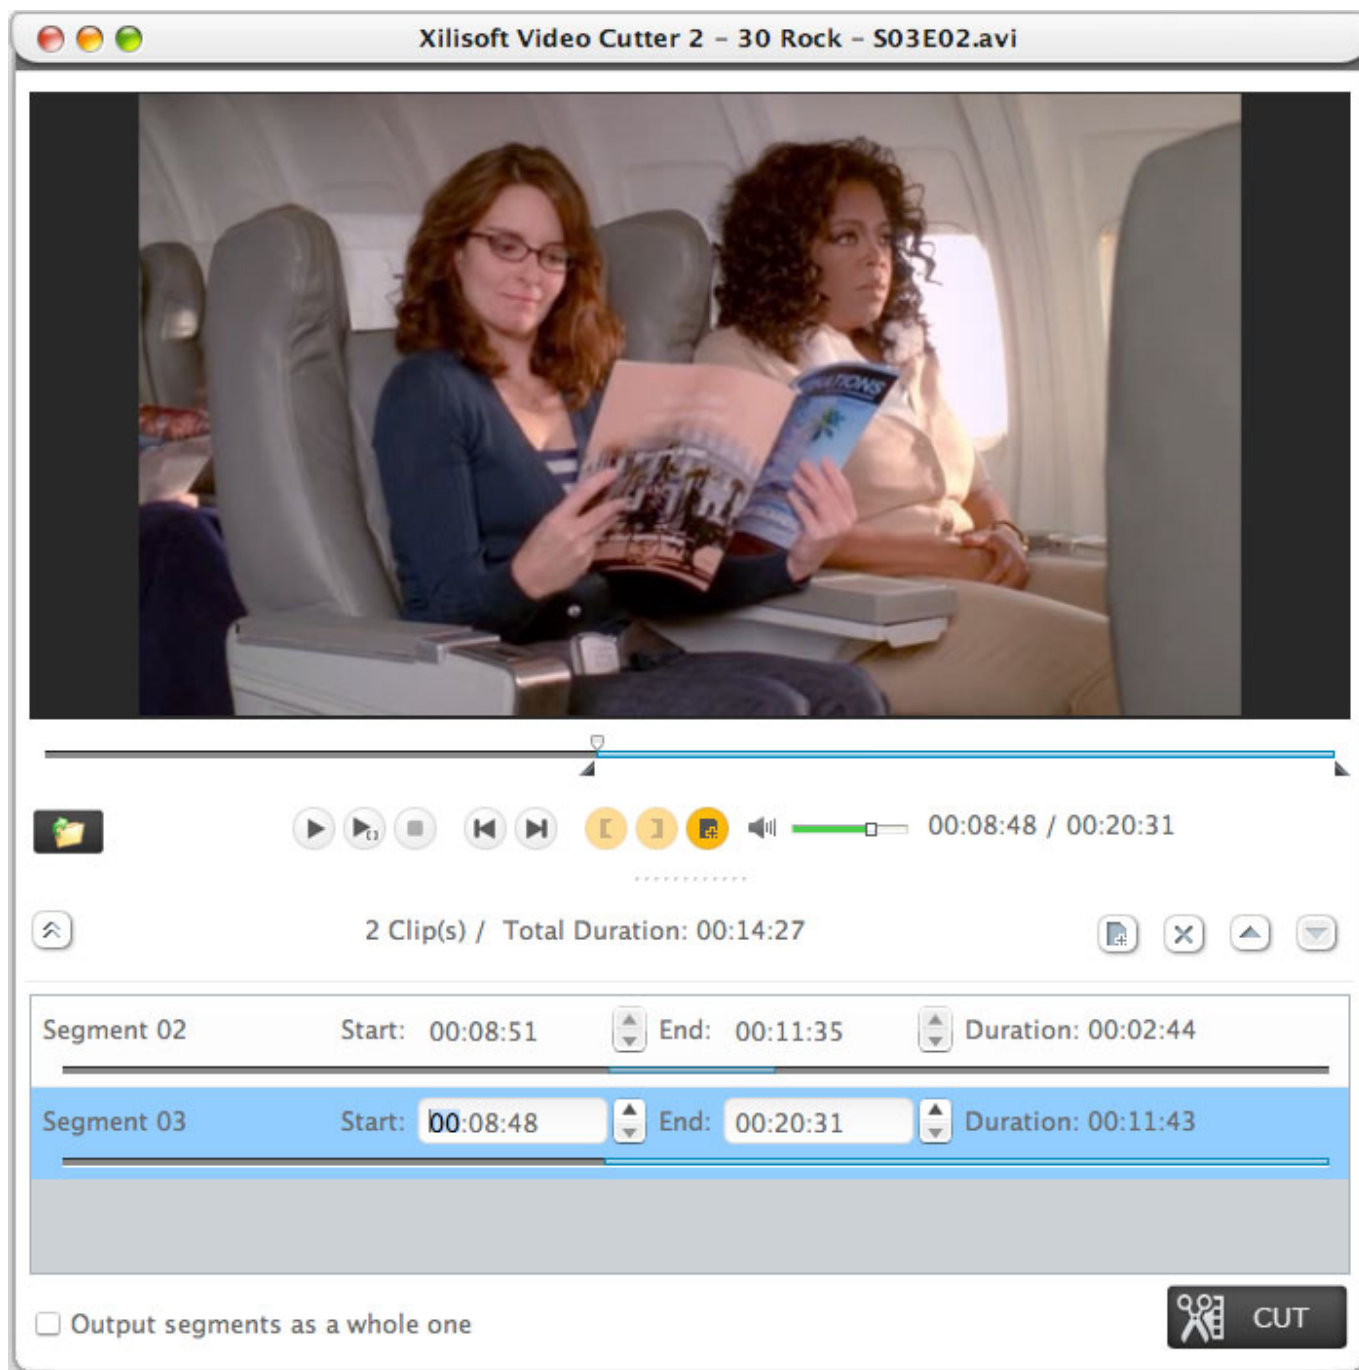 Xilisoft Video Cutter 2 – 30 Rock – S03E02.avi
00:08:48 / 00:20:31
2 Clip(s) / Total Duration: 00:14:27
Segment 02 Start: 00:08:51 End: 00:11:35 Duration: 00:02:44
Segment 03 Start: 00:08:48 End: 00:20:31 Duration: 00:11:43
Output segments as a whole one
CUT